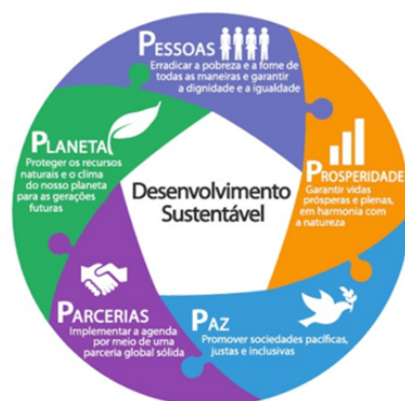 PESSOAS
Erradicar a pobreza e a fome de
todas as maneiras e garantir
a dignidade e a igualdade
PLANETA
Proteger os recursos
naturais e o clima
do nosso planeta
para as gerações
futuras
PROSPERIDADE
Garantir vidas
prósperas e plenas,
em harmonia com
a natureza
Desenvolvimento
Sustentável
PARCERIAS
Implementar a agenda
por meio de uma
parceria global sólida
PAZ
Promover sociedades pacíficas,
justas e inclusivas